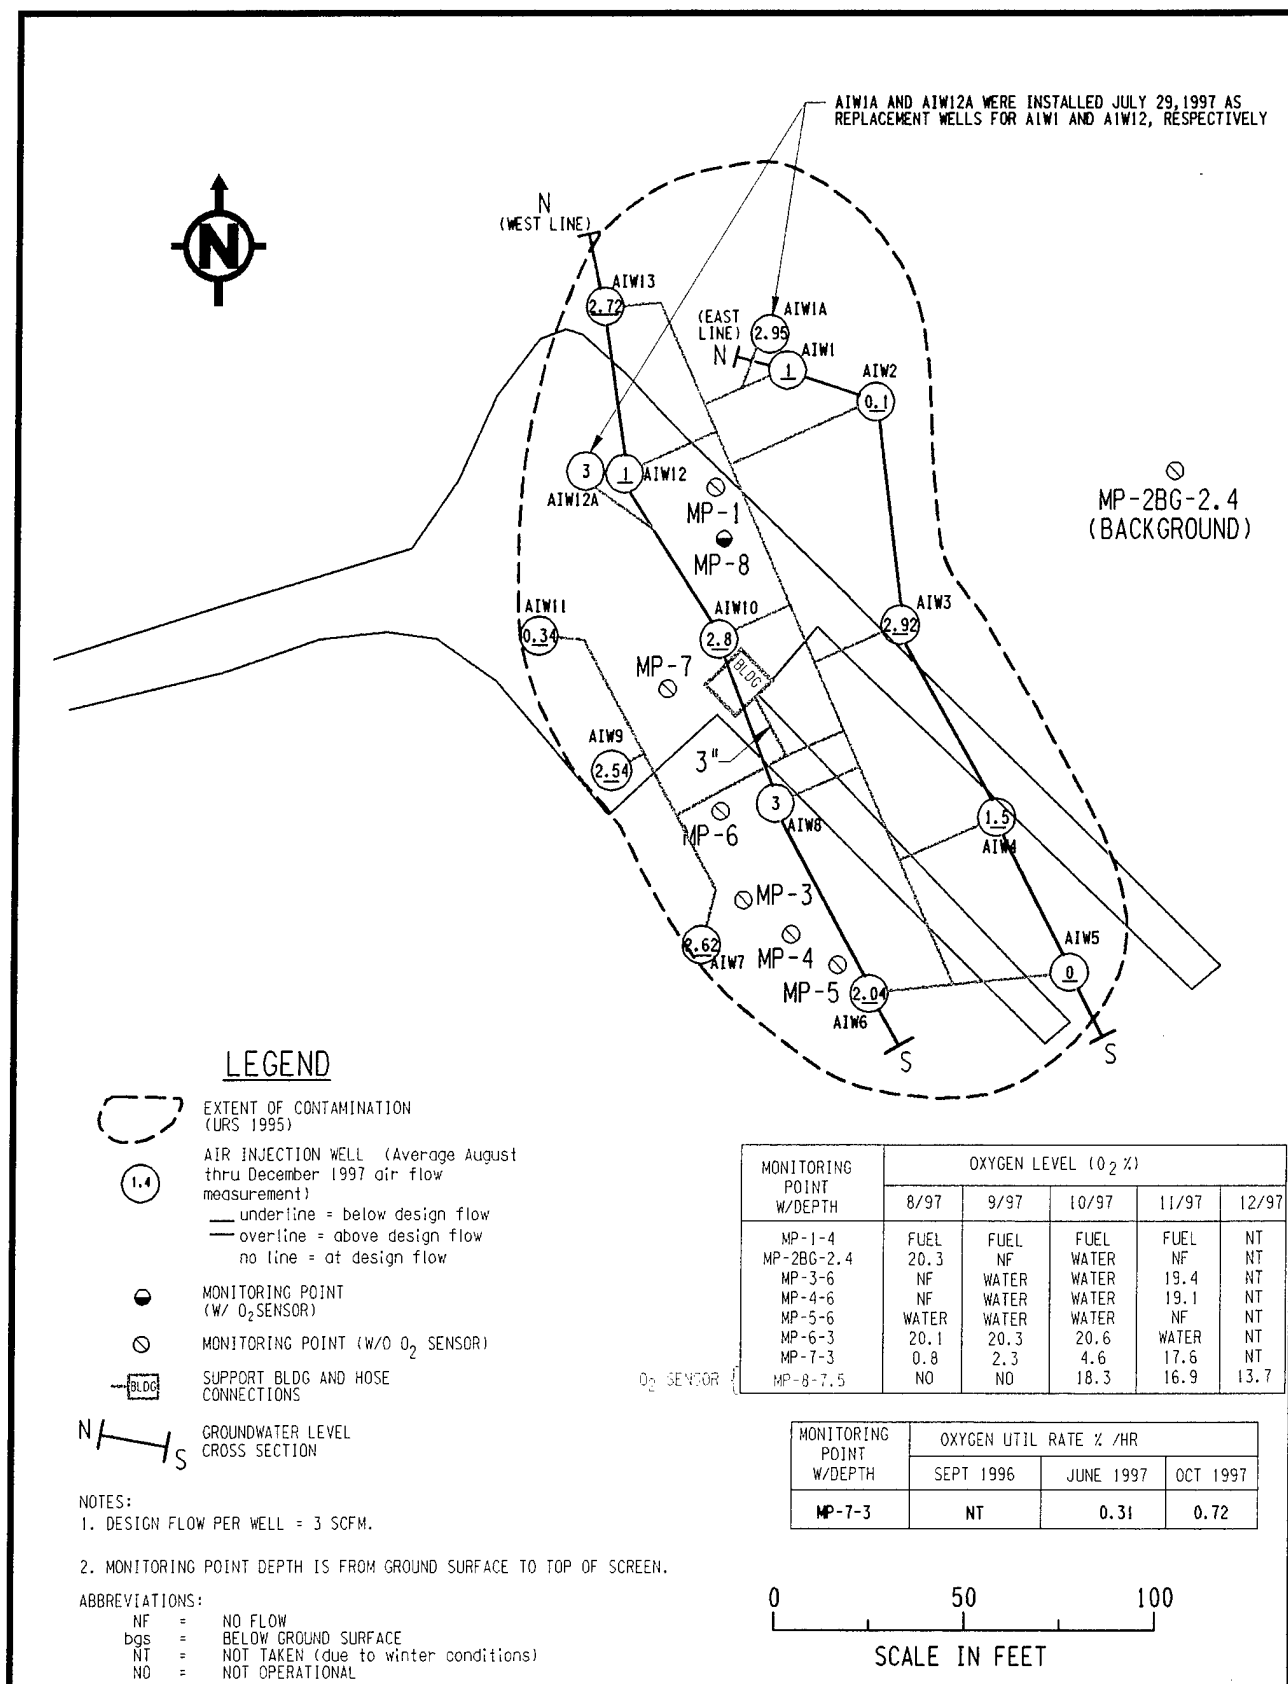 AIW1A AND AIW12A WERE INSTALLED JULY 29,1997 AS
REPLACEMENT WELLS FOR AIW1 AND AIW12, RESPECTIVELY
N
N
(WEST LINE)
AIW13
2.72
AIW1A
2.95
(EAST
LINE)
N
AIW1
1
AIW2
0.1
3
AIW12A
1
AIW12
MP-1
MP-8
MP-2BG-2.4
(BACKGROUND)
AIW11
0.34
AIW10
2.8
AIW3
2.92
MP-7
BLDG
AIW9
2.54
3"
MP-6
3
AIW8
1.5
AIW4
MP-3
2.62
AIW7
MP-4
MP-5
2.04
AIW6
AIW5
0
S
S
LEGEND
EXTENT OF CONTAMINATION
(URS 1995)
1.4
AIR INJECTION WELL (Average August
thru December 1997 air flow
measurement)
underline = below design flow
overline = above design flow
no line = at design flow
MONITORING POINT
(W/ O2 SENSOR)
MONITORING POINT (W/O O2 SENSOR)
BLDG
SUPPORT BLDG AND HOSE
CONNECTIONS
N S
GROUNDWATER LEVEL
CROSS SECTION
MONITORING
POINT
W/DEPTH
OXYGEN LEVEL (O2 %)
8/97 9/97 10/97 11/97 12/97
MP-1-4 FUEL FUEL FUEL FUEL NT
MP-2BG-2.4 20.3 NF WATER NF NT
MP-3-6 NF WATER WATER 19.4 NT
MP-4-6 NF WATER WATER 19.1 NT
MP-5-6 WATER WATER WATER NF NT
MP-6-3 20.1 20.3 20.6 WATER NT
MP-7-3 0.8 2.3 4.6 17.6 NT
O2 SENSOR { MP-8-7.5 NO NO 18.3 16.9 13.7
MONITORING
POINT
W/DEPTH
OXYGEN UTIL RATE % /HR
SEPT 1996 JUNE 1997 OCT 1997
MP-7-3 NT 0.31 0.72
NOTES:
1. DESIGN FLOW PER WELL = 3 SCFM.
2. MONITORING POINT DEPTH IS FROM GROUND SURFACE TO TOP OF SCREEN.
ABBREVIATIONS:
NF = NO FLOW
bgs = BELOW GROUND SURFACE
NT = NOT TAKEN (due to winter conditions)
NO = NOT OPERATIONAL
0 50 100
SCALE IN FEET